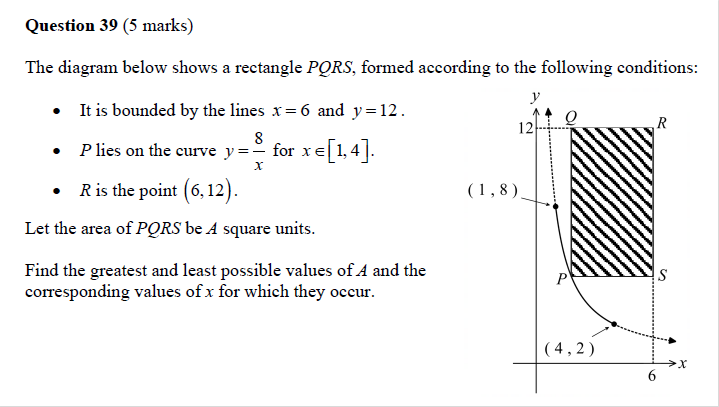 Question 39 (5 marks)
The diagram below shows a rectangle PQRS, formed according to the following conditions:
• It is bounded by the lines x = 6 and y = 12.
• P lies on the curve y = 8/x for x ∈ [1, 4].
• R is the point (6, 12).
Let the area of PQRS be A square units.
Find the greatest and least possible values of A and the
corresponding values of x for which they occur.
y
12
Q
R
(1, 8)
P
S
(4, 2)
x
6